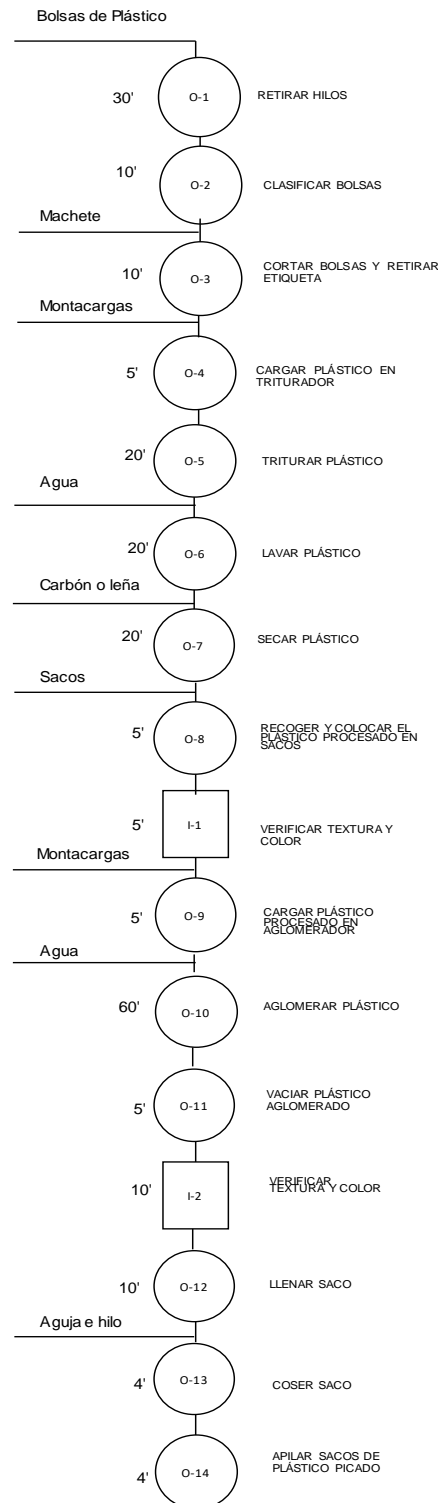 Bolsas de Plástico
30' O-1 RETIRAR HILOS
10' O-2 CLASIFICAR BOLSAS
Machete
10' O-3 CORTAR BOLSAS Y RETIRAR
ETIQUETA
Montacargas
5' O-4 CARGAR PLÁSTICO EN
TRITURADOR
20' O-5 TRITURAR PLÁSTICO
Agua
20' O-6 LAVAR PLÁSTICO
Carbón o leña
20' O-7 SECAR PLÁSTICO
Sacos
5' O-8 RECOGER Y COLOCAR EL
PLÁSTICO PROCESADO EN
SACOS
5' I-1 VERIFICAR TEXTURA Y
COLOR
Montacargas
5' O-9 CARGAR PLÁSTICO
PROCESADO EN
AGLOMERADOR
Agua
60' O-10 AGLOMERAR PLÁSTICO
5' O-11 VACIAR PLÁSTICO
AGLOMERADO
10' I-2 VERIFICAR
TEXTURA Y COLOR
10' O-12 LLENAR SACO
Aguja e hilo
4' O-13 COSER SACO
4' O-14 APILAR SACOS DE
PLÁSTICO PICADO